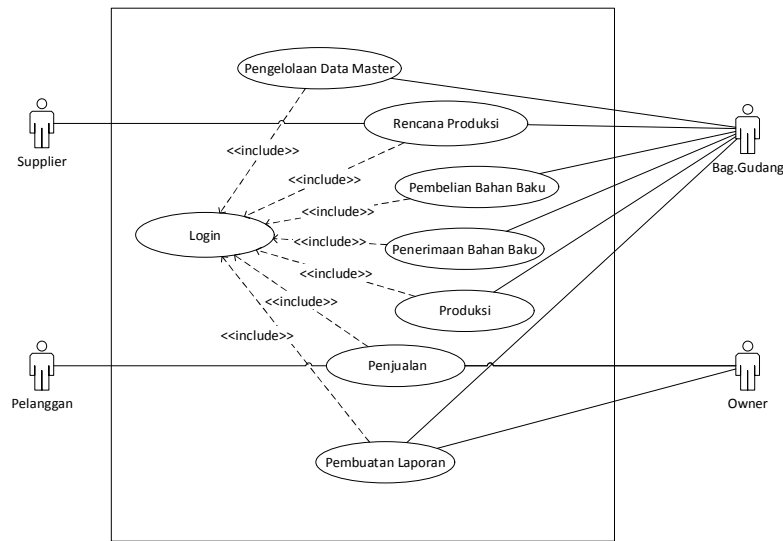 Pengelolaan Data Master
Rencana Produksi
Supplier
Bag.Gudang
<<include>>
<<include>>
Pembelian Bahan Baku
<<include>>
Login
<<include>>
Penerimaan Bahan Baku
<<include>>
Produksi
<<include>>
<<include>>
Penjualan
Pelanggan
Owner
Pembuatan Laporan